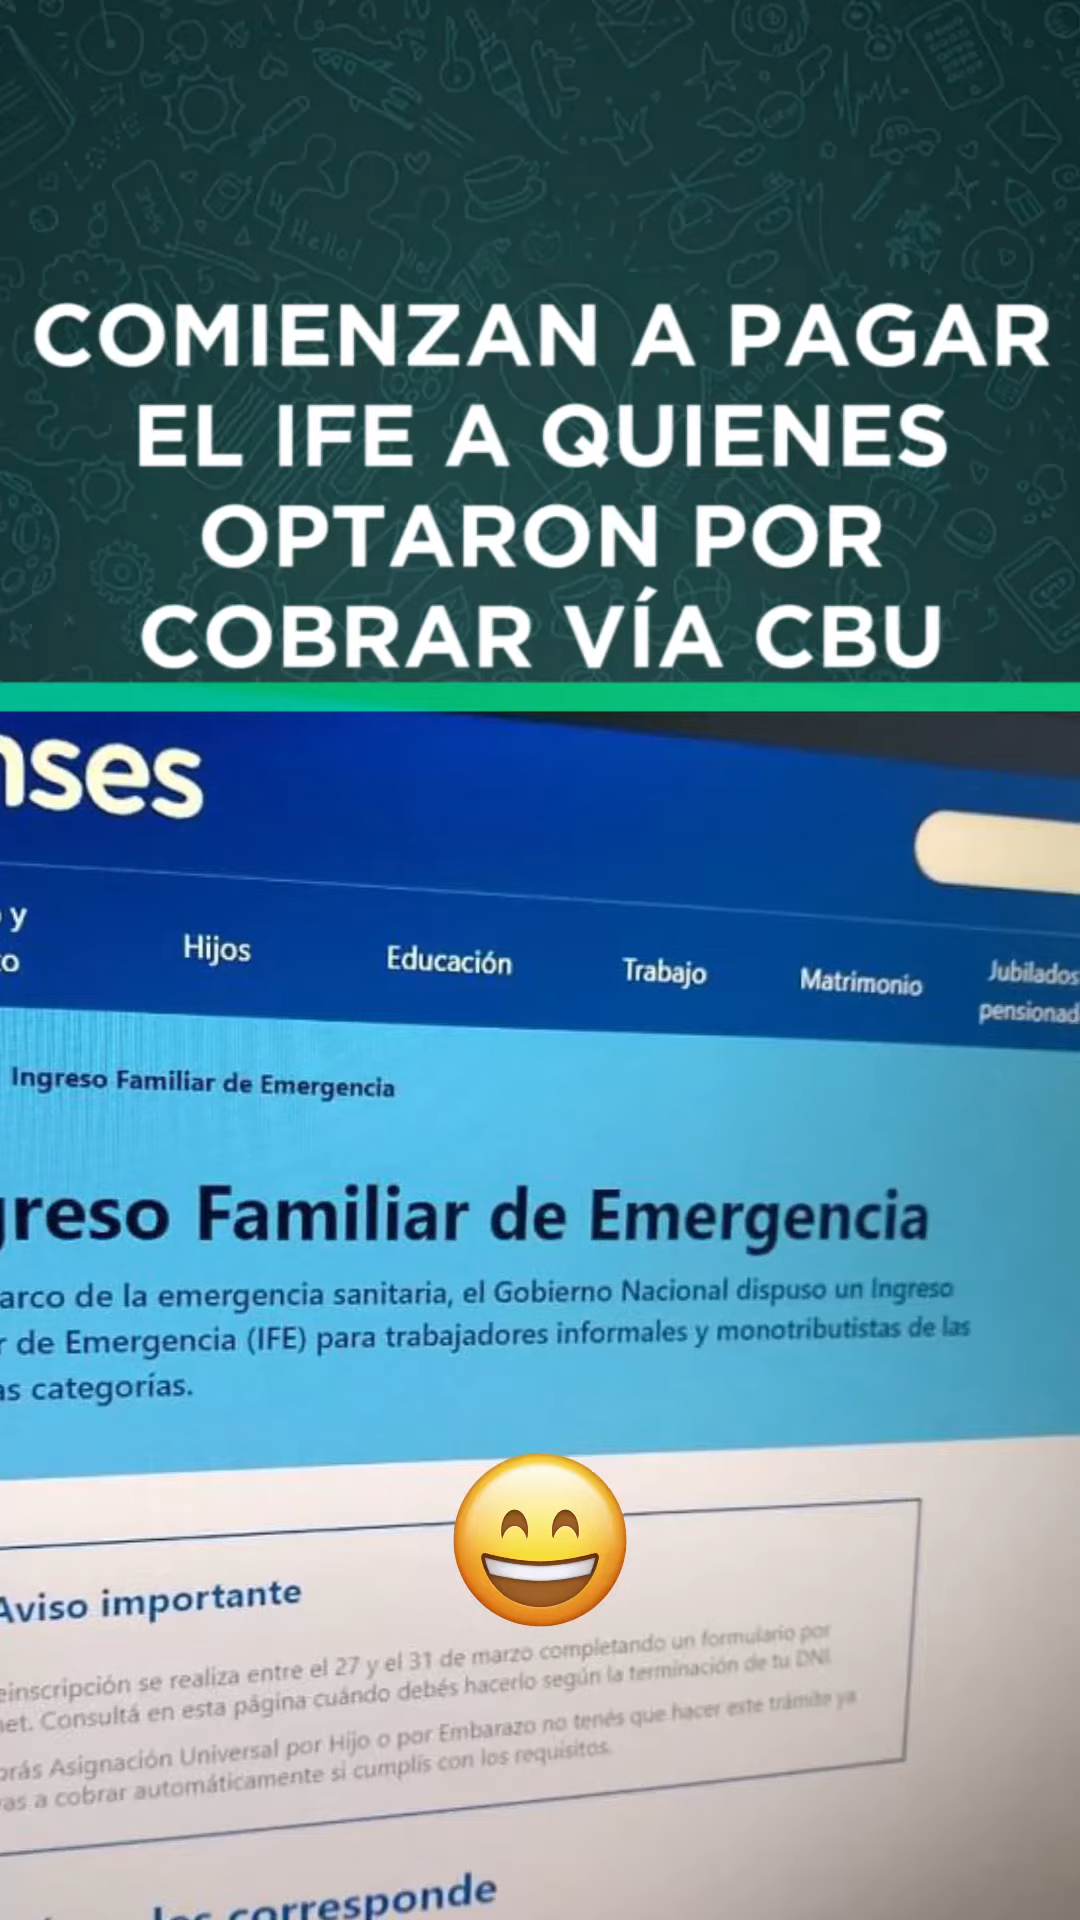 COMIENZAN A PAGAR
EL IFE A QUIENES
OPTARON POR
COBRAR VÍA CBU
nses
y
Hijos
Educación
Trabajo
Matrimonio
Jubilados
pensionad
Ingreso Familiar de Emergencia
greso Familiar de Emergencia
arco de la emergencia sanitaria, el Gobierno Nacional dispuso un Ingreso
r de Emergencia (IFE) para trabajadores informales y monotributistas de las
as categorías.
Aviso importante
einscripción se realiza entre el 27 y el 31 de marzo completando un formulario por
net. Consultá en esta página cuándo debés hacerlo según la terminación de tu DNI
brás Asignación Universal por Hijo o por Embarazo no tenés que hacer este trámite ya
vas a cobrar automáticamente si cumplís con los requisitos.
corresponde